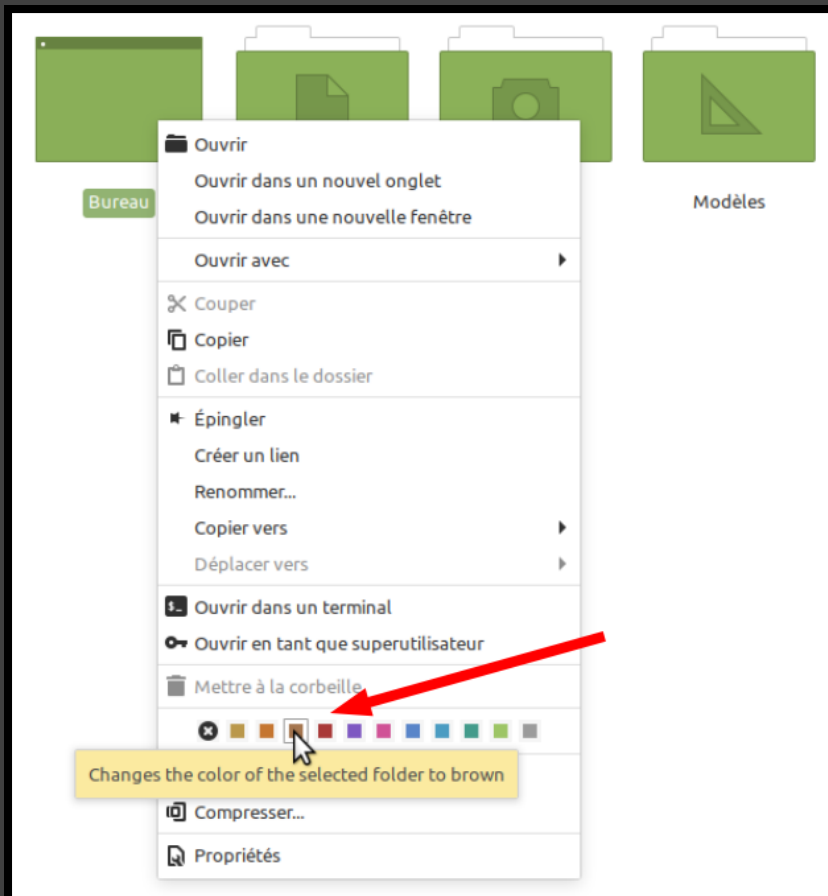 Bureau
Modèles
Ouvrir
Ouvrir dans un nouvel onglet
Ouvrir dans une nouvelle fenêtre
Ouvrir avec
Couper
Copier
Coller dans le dossier
Épingler
Créer un lien
Renommer...
Copier vers
Déplacer vers
$_
Ouvrir dans un terminal
Ouvrir en tant que superutilisateur
Mettre à la corbeille
Changes the color of the selected folder to brown
Compresser...
Propriétés